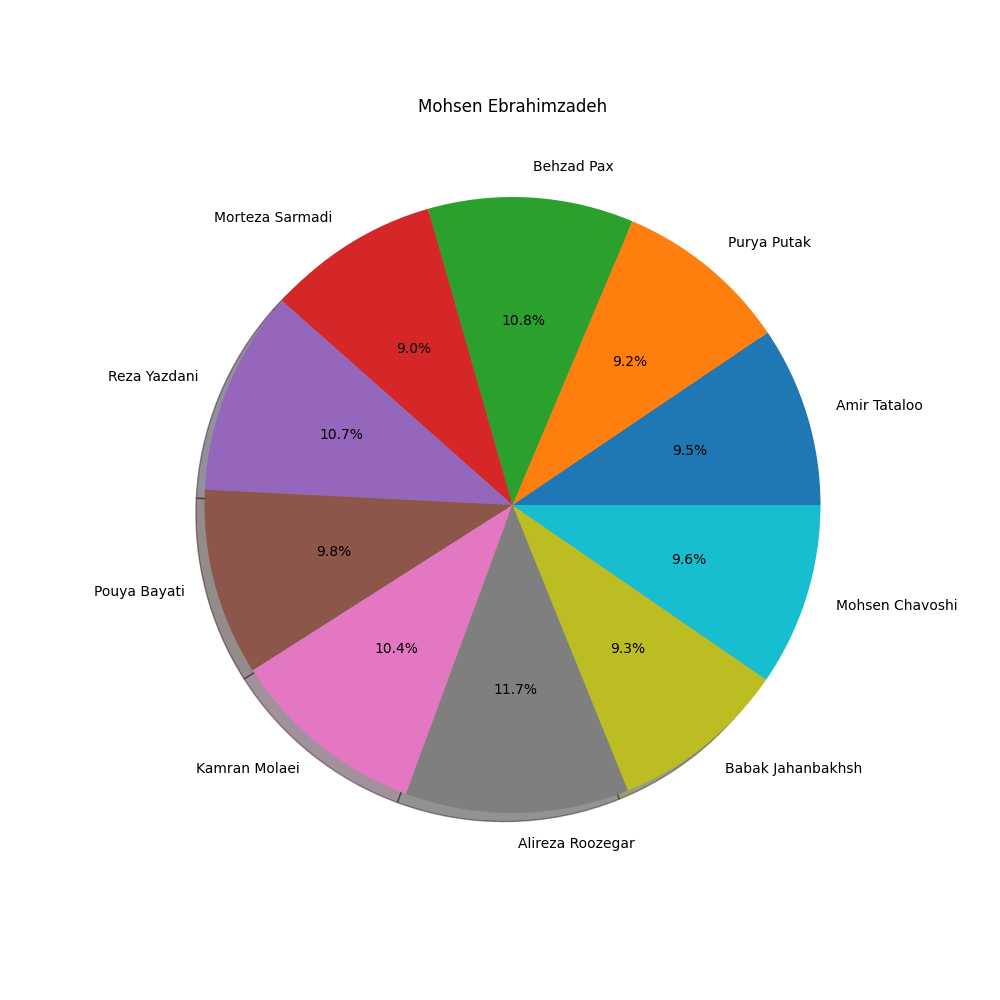 Mohsen Ebrahimzadeh
Behzad Pax
Morteza Sarmadi
Purya Putak
10.8%
9.0%
9.2%
Reza Yazdani
Amir Tataloo
10.7%
9.5%
9.8%
9.6%
Pouya Bayati
Mohsen Chavoshi
10.4%
9.3%
11.7%
Kamran Molaei
Babak Jahanbakhsh
Alireza Roozegar